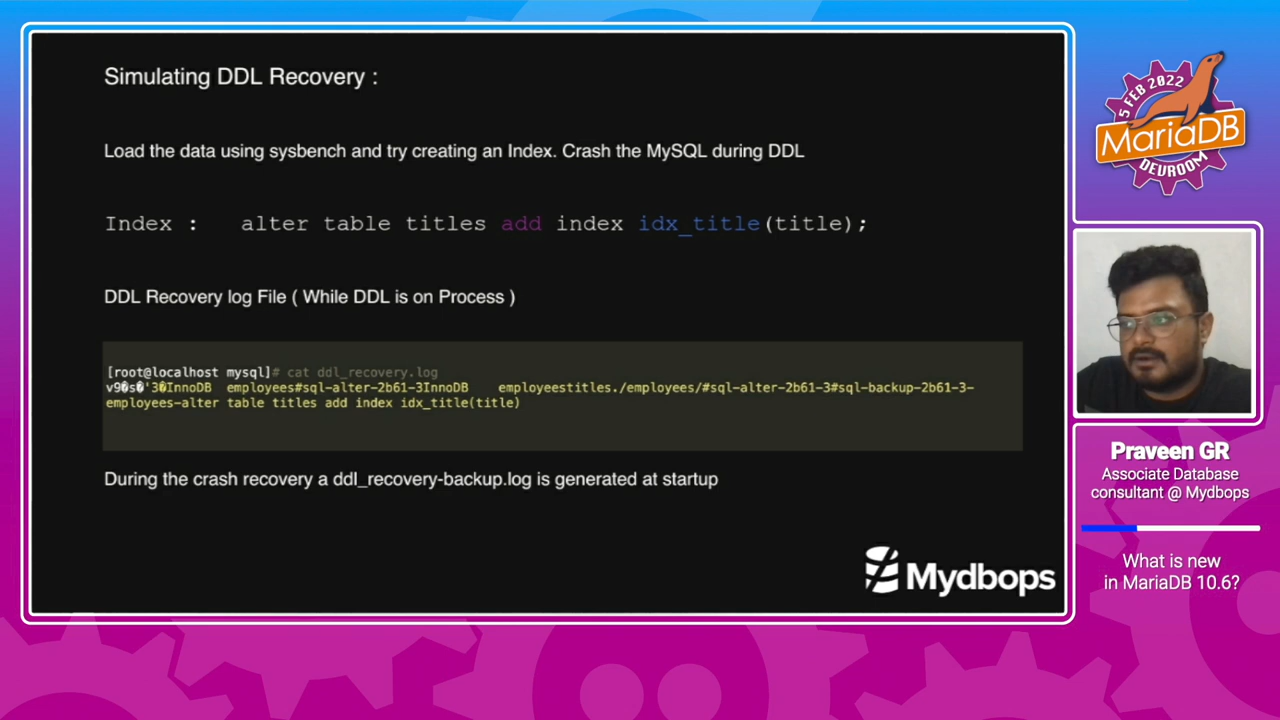 Simulating DDL Recovery :
Load the data using sysbench and try creating an Index. Crash the MySQL during DDL
Index : alter table titles add index idx_title(title);
DDL Recovery log File ( While DDL is on Process )
[root@localhost mysql]# cat ddl_recovery.log
v9�s�'3�InnoDB employees#sql-alter-2b61-3InnoDB employeestitles./employees/#sql-alter-2b61-3#sql-backup-2b61-3-
employees-alter table titles add index idx_title(title)
During the crash recovery a ddl_recovery-backup.log is generated at startup
Mydbops
5 FEB 2022
MariaDB
DEVROOM
Praveen GR
Associate Database
consultant @ Mydbops
What is new
in MariaDB 10.6?